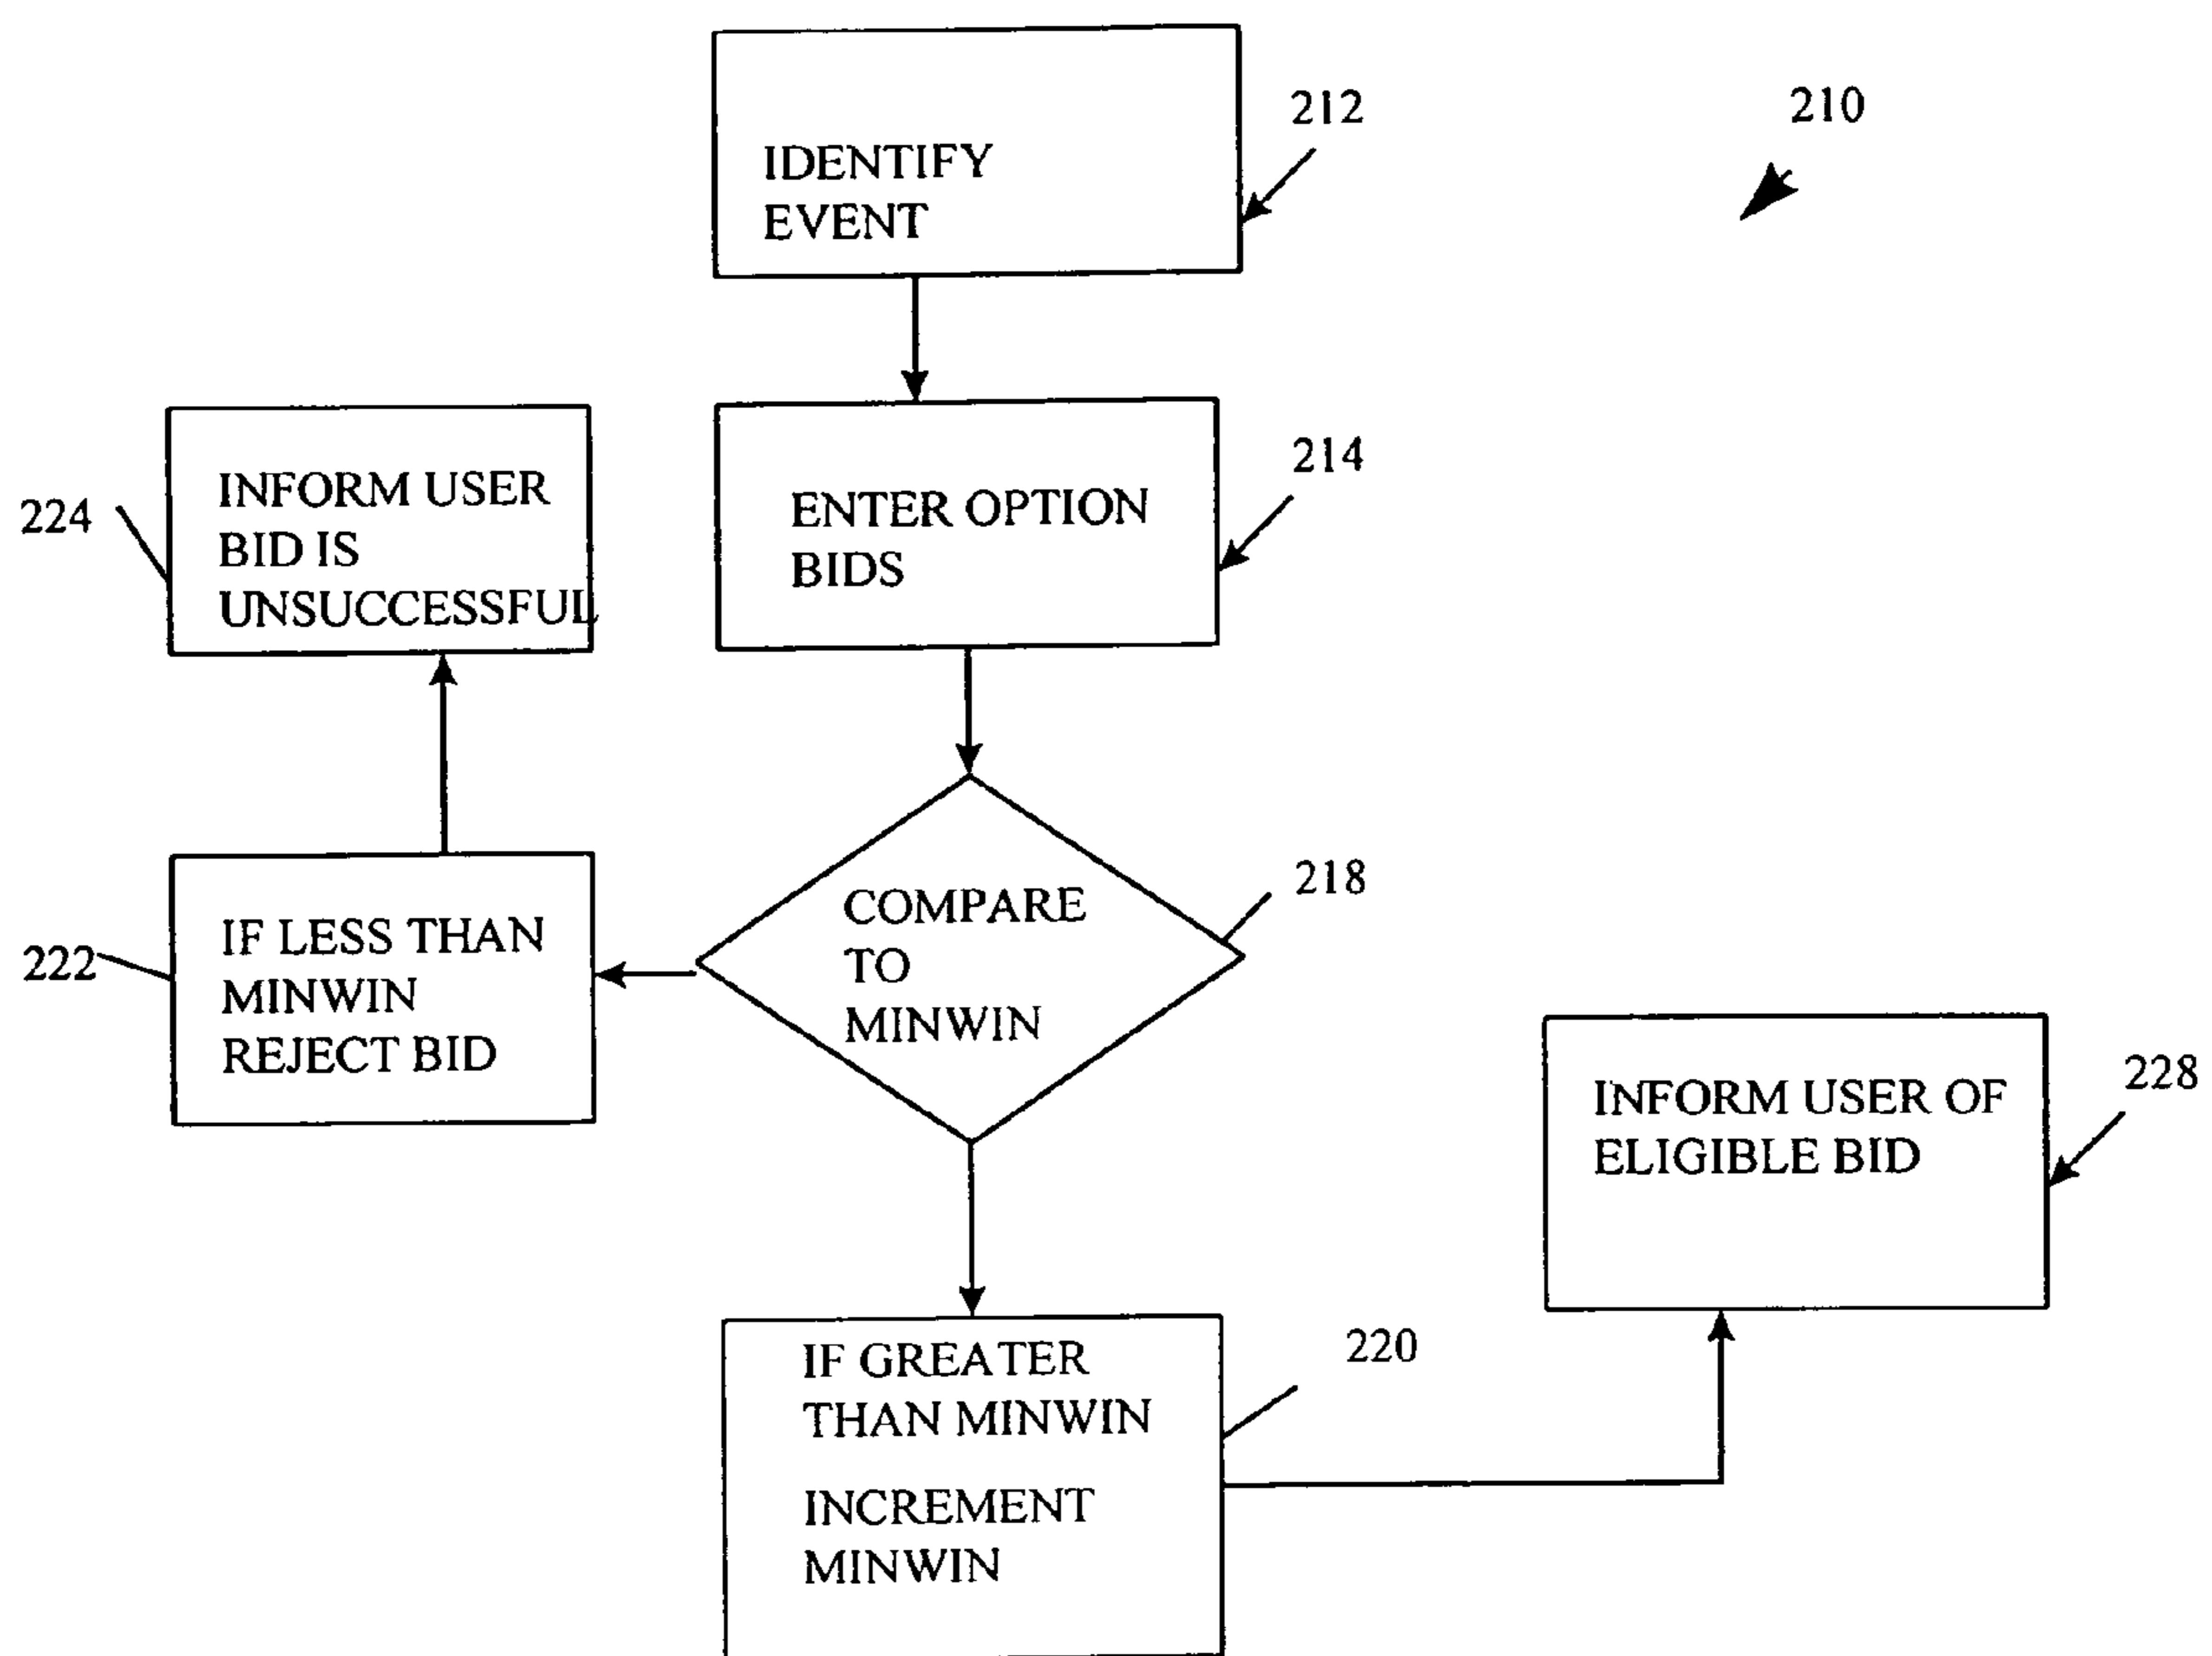 212
210
IDENTIFY
EVENT
224
INFORM USER
BID IS
UNSUCCESSFUL
214
ENTER OPTION
BIDS
218
COMPARE
TO
MINWIN
222
IF LESS THAN
MINWIN
REJECT BID
228
INFORM USER OF
ELIGIBLE BID
220
IF GREATER
THAN MINWIN
INCREMENT
MINWIN